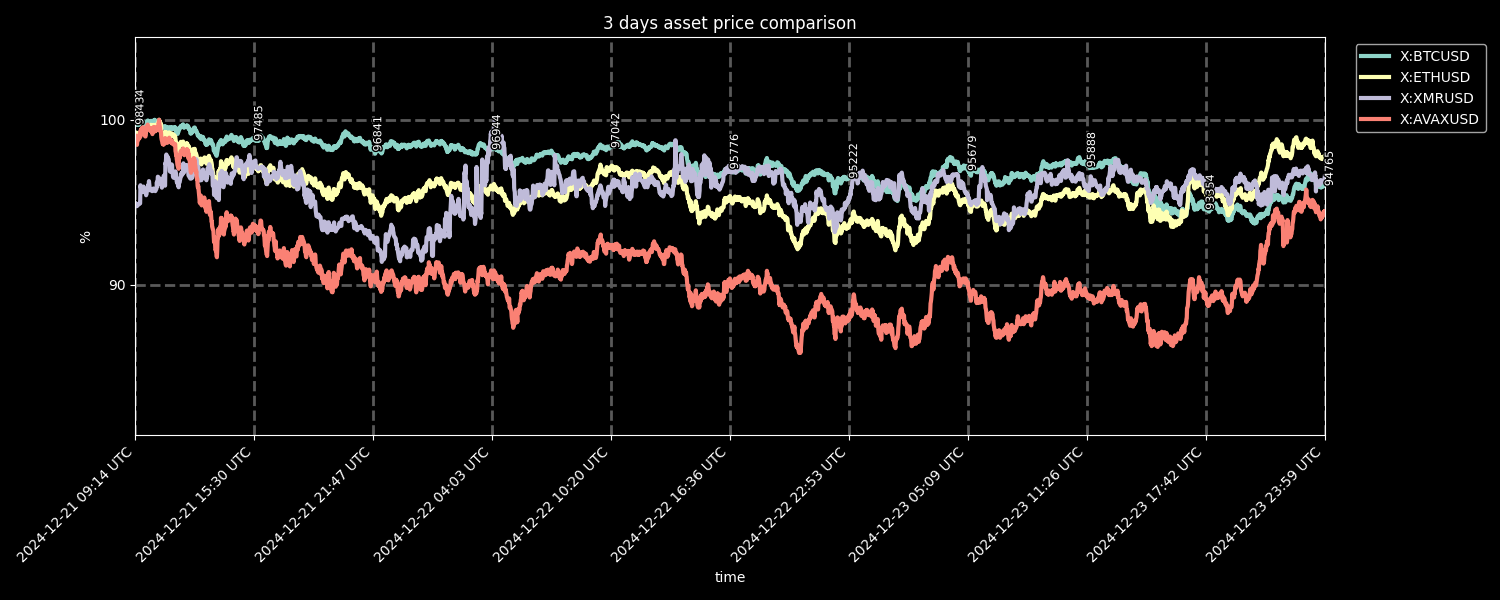 3 days asset price comparison
X:BTCUSD
X:ETHUSD
X:XMRUSD
X:AVAXUSD
100
90
%
98434
97485
96841
96944
97042
95776
95222
95679
95888
93354
94765
2024-12-21 09:14 UTC
2024-12-21 15:30 UTC
2024-12-21 21:47 UTC
2024-12-22 04:03 UTC
2024-12-22 10:20 UTC
2024-12-22 16:36 UTC
2024-12-22 22:53 UTC
2024-12-23 05:09 UTC
2024-12-23 11:26 UTC
2024-12-23 17:42 UTC
2024-12-23 23:59 UTC
time